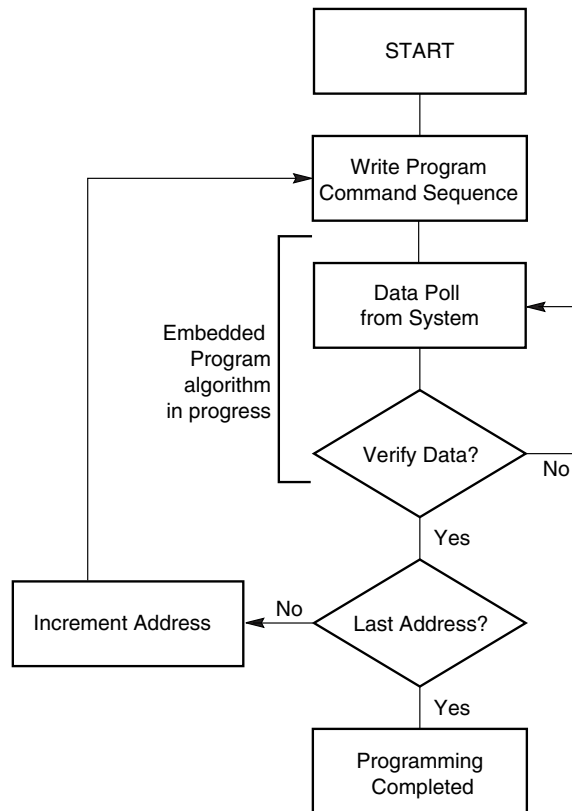 START
Write Program
Command Sequence
Data Poll
from System
Embedded
Program
algorithm
in progress
Verify Data?
No
Yes
Increment Address
No
Last Address?
Yes
Programming
Completed